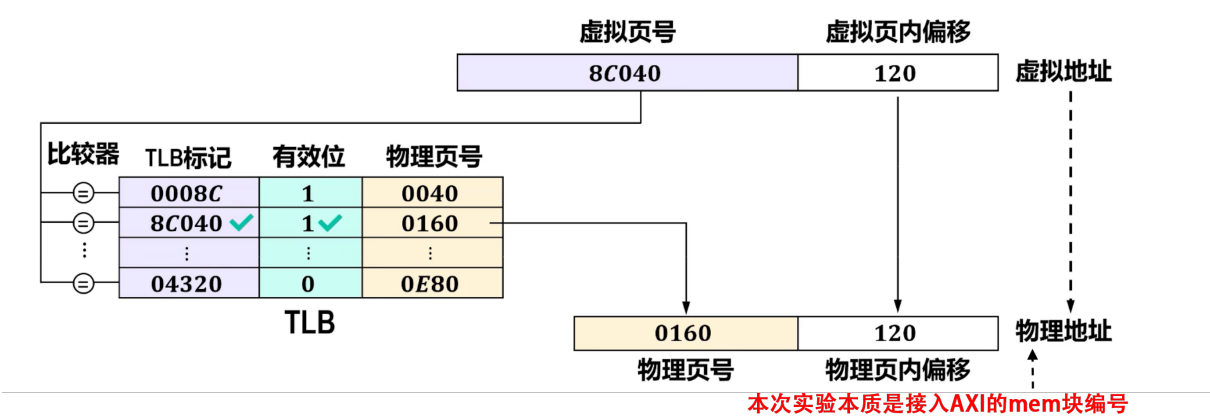 虚拟页号 虚拟页内偏移
8C040 120 虚拟地址
比较器 TLB标记 有效位 物理页号
= 0008C 1 0040
= 8C040 ✓ 1 ✓ 0160
⋮ ⋮ ⋮ ⋮
= 04320 0 0E80
TLB
0160 120 物理地址
物理页号 物理页内偏移
本次实验本质是接入AXI的mem块编号